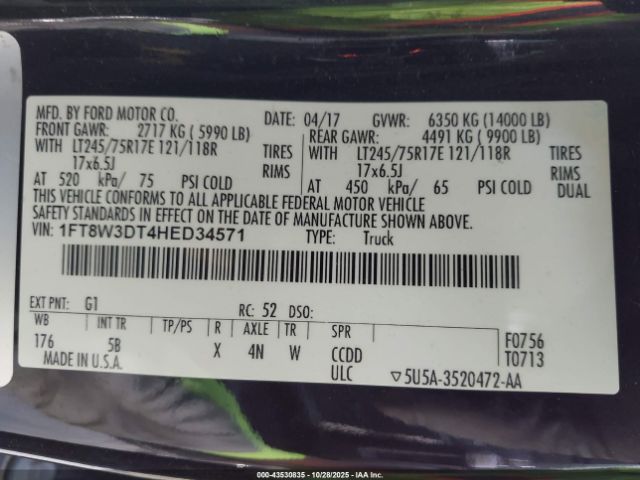 MFD. BY FORD MOTOR CO.
DATE: 04/17 GVWR: 6350 KG (14000 LB)
FRONT GAWR: 2717 KG ( 5990 LB) REAR GAWR: 4491 KG ( 9900 LB)
WITH LT245/75R17E 121/118R TIRES WITH LT245/75R17E 121/118R TIRES
17x6.5J RIMS 17x6.5J RIMS
AT 520 kPa/ 75 PSI COLD AT 450 kPa/ 65 PSI COLD DUAL
THIS VEHICLE CONFORMS TO ALL APPLICABLE FEDERAL MOTOR VEHICLE
SAFETY STANDARDS IN EFFECT ON THE DATE OF MANUFACTURE SHOWN ABOVE.
VIN: 1FT8W3DT4HED34571 TYPE: Truck
EXT PNT: G1 RC: 52 DSO:
WB INT TR TP/PS R AXLE TR SPR F0756
176 5B X 4N W CCDD T0713
MADE IN U.S.A. ULC ▽5U5A-3520472-AA
000-43530835 | 10/28/2025 | IAA Inc.